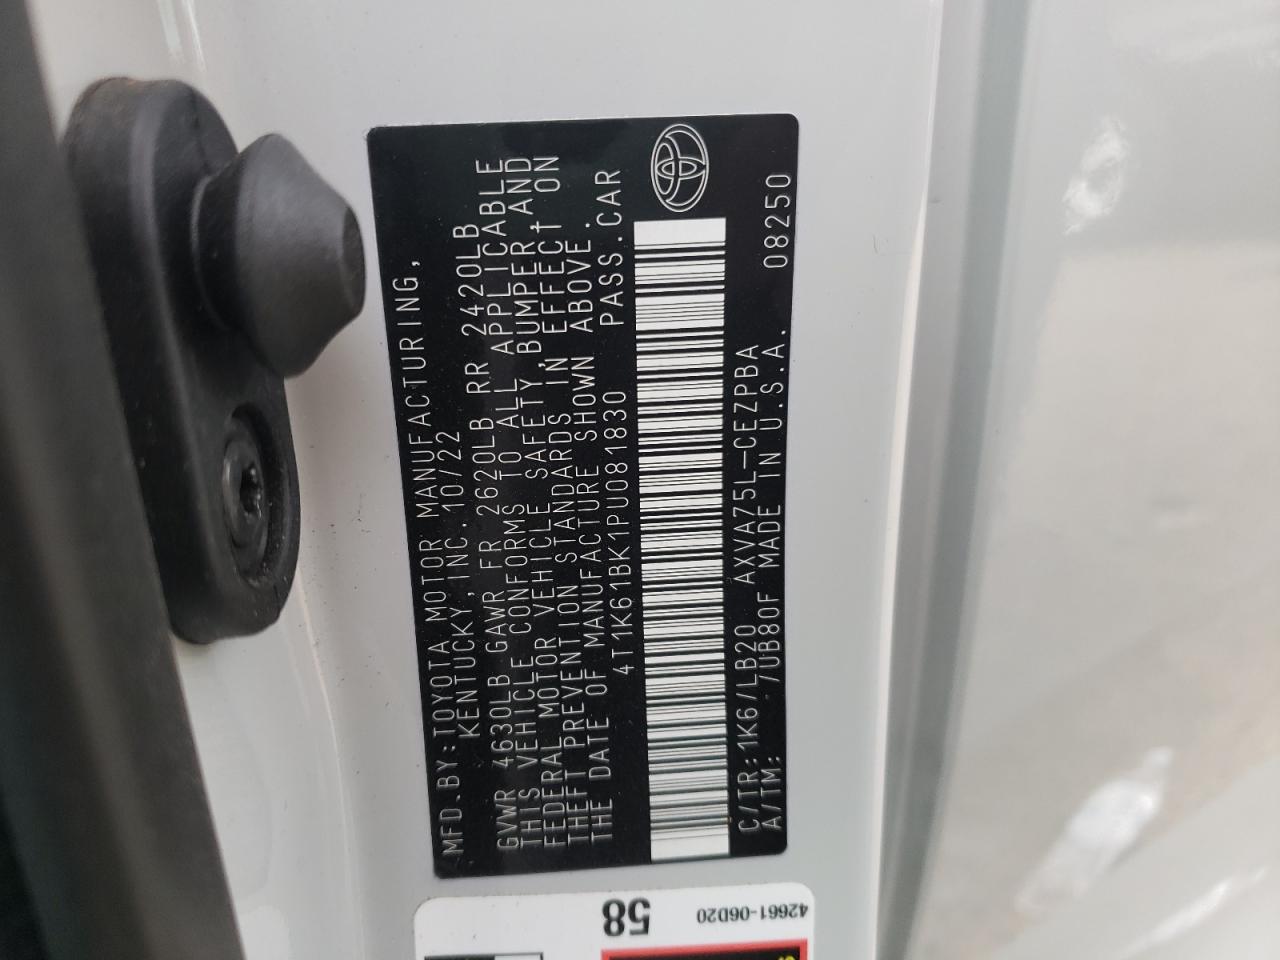 MFD.BY:TOYOTA MOTOR MANUFACTURING,
KENTUCKY,INC.10/22
GVWR 4630LB GAWR FR 2620LB RR 2420LB
THIS VEHICLE CONFORMS TO ALL APPLICABLE
FEDERAL MOTOR VEHICLE SAFETY,BUMPER,AND
THEFT PREVENTION STANDARDS IN EFFECT ON
THE DATE OF MANUFACTURE SHOWN ABOVE.
4T1K61BK1PU081830 PASS.CAR
C/TR:1K6/LB20 AXVA75L-CEZPBA
A/TM: /UB80F MADE IN U.S.A. 08250
58
42661-06D20